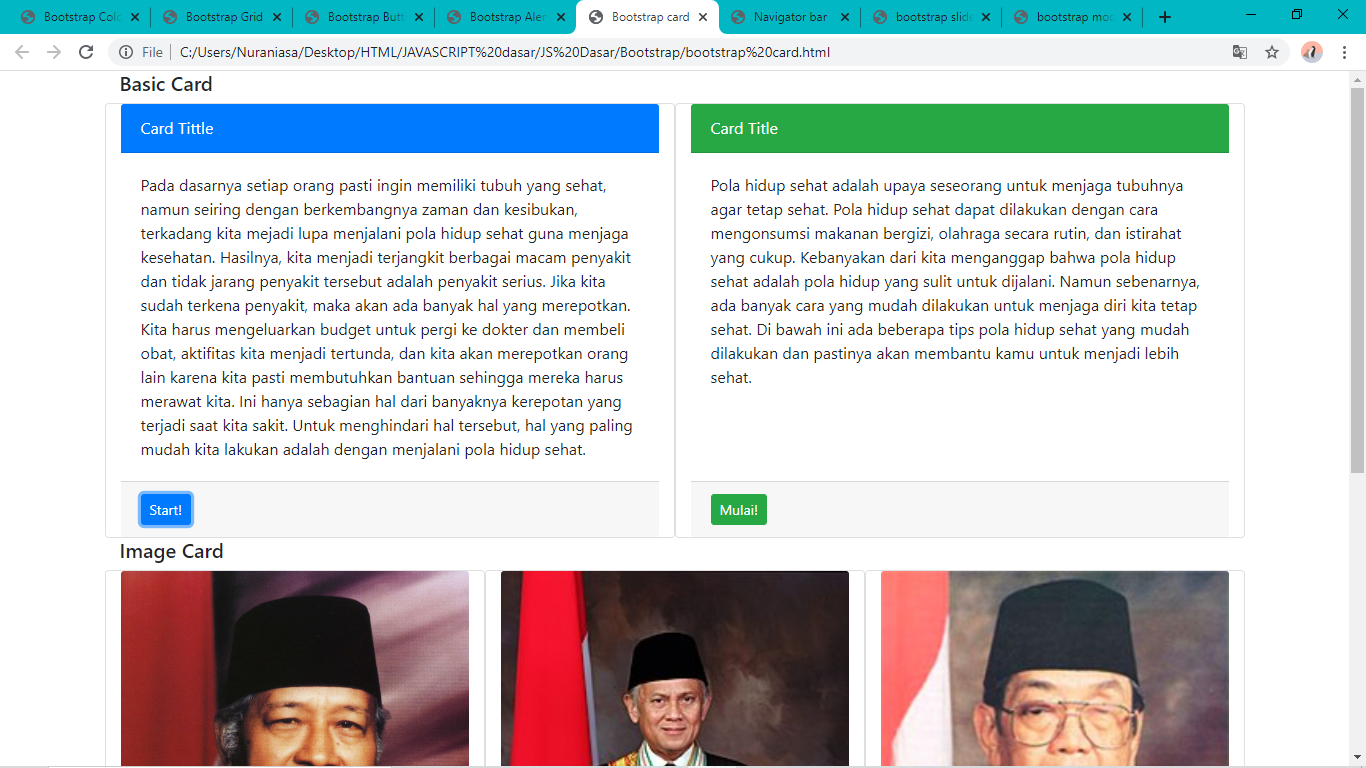 Bootstrap Colo
Bootstrap Grid
Bootstrap Butt
Bootstrap Aler
Bootstrap card
Navigator bar
bootstrap slide
bootstrap mod
File
C:/Users/Nuraniasa/Desktop/HTML/JAVASCRIPT%20dasar/JS%20Dasar/Bootstrap/bootstrap%20card.html
Basic Card
Card Tittle
Pada dasarnya setiap orang pasti ingin memiliki tubuh yang sehat,
namun seiring dengan berkembangnya zaman dan kesibukan,
terkadang kita mejadi lupa menjalani pola hidup sehat guna menjaga
kesehatan. Hasilnya, kita menjadi terjangkit berbagai macam penyakit
dan tidak jarang penyakit tersebut adalah penyakit serius. Jika kita
sudah terkena penyakit, maka akan ada banyak hal yang merepotkan.
Kita harus mengeluarkan budget untuk pergi ke dokter dan membeli
obat, aktifitas kita menjadi tertunda, dan kita akan merepotkan orang
lain karena kita pasti membutuhkan bantuan sehingga mereka harus
merawat kita. Ini hanya sebagian hal dari banyaknya kerepotan yang
terjadi saat kita sakit. Untuk menghindari hal tersebut, hal yang paling
mudah kita lakukan adalah dengan menjalani pola hidup sehat.
Start!
Card Title
Pola hidup sehat adalah upaya seseorang untuk menjaga tubuhnya
agar tetap sehat. Pola hidup sehat dapat dilakukan dengan cara
mengonsumsi makanan bergizi, olahraga secara rutin, dan istirahat
yang cukup. Kebanyakan dari kita menganggap bahwa pola hidup
sehat adalah pola hidup yang sulit untuk dijalani. Namun sebenarnya,
ada banyak cara yang mudah dilakukan untuk menjaga diri kita tetap
sehat. Di bawah ini ada beberapa tips pola hidup sehat yang mudah
dilakukan dan pastinya akan membantu kamu untuk menjadi lebih
sehat.
Mulai!
Image Card